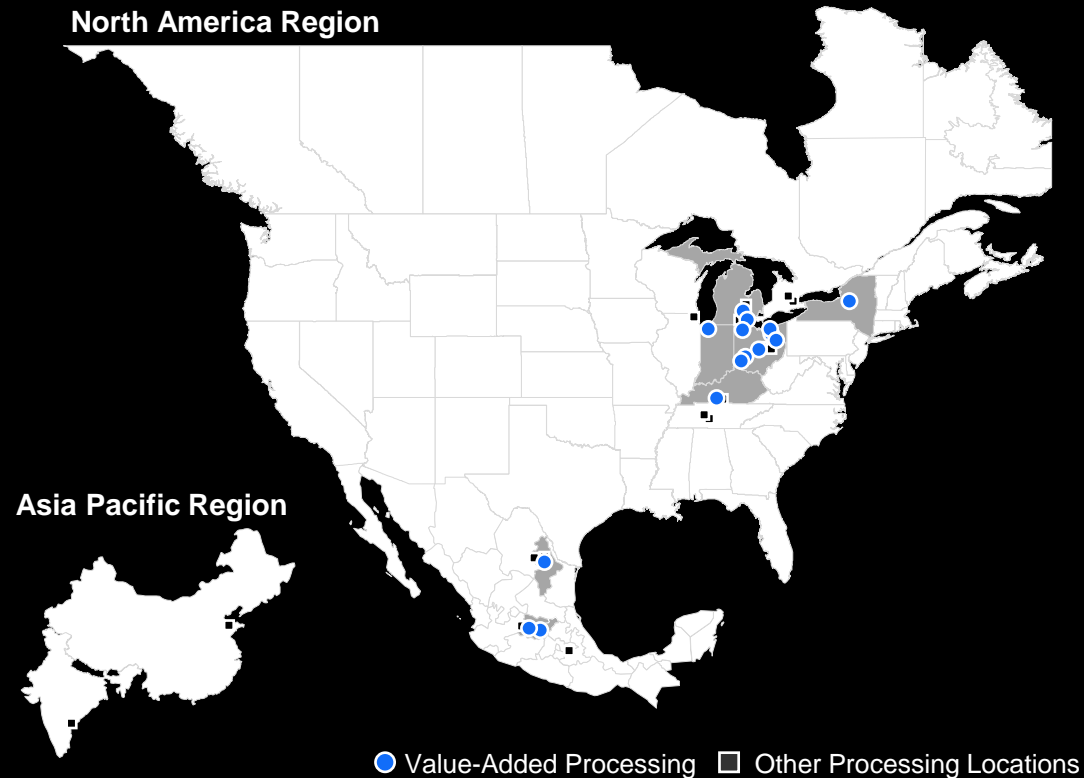 North America Region
Asia Pacific Region
Value-Added Processing
Other Processing Locations